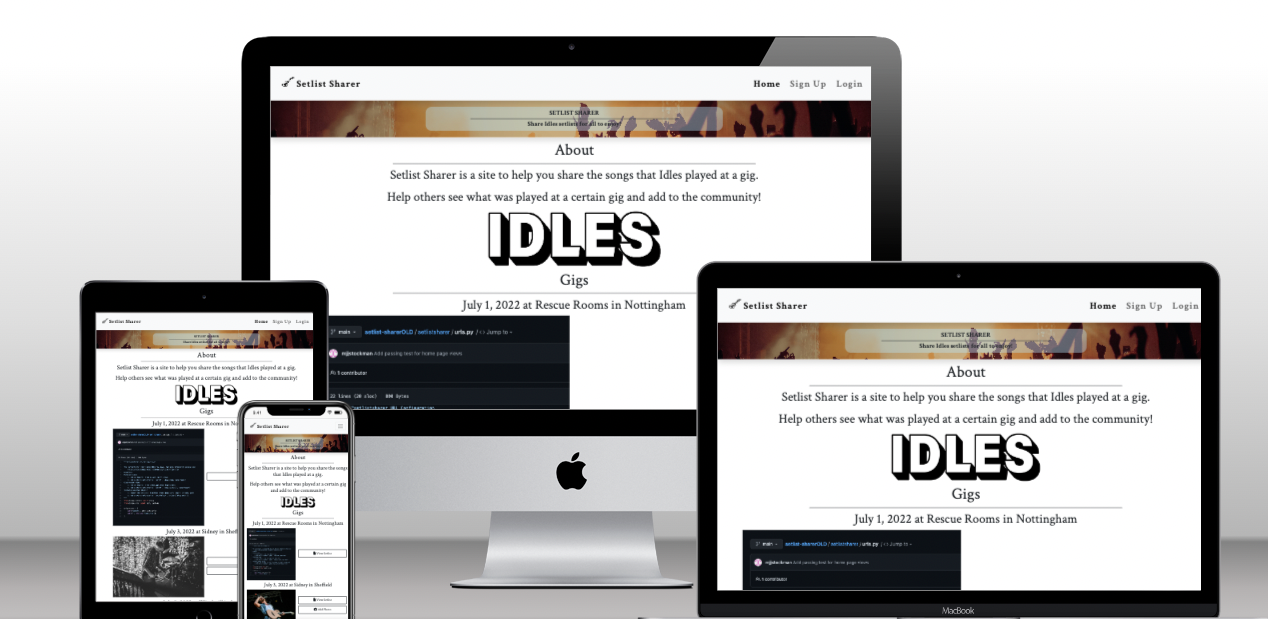 Setlist Sharer
Home Sign Up Login
SETLIST SHARER
Share Idles setlists for all to enjoy!
About
Setlist Sharer is a site to help you share the songs that Idles played at a gig.
Help others see what was played at a certain gig and add to the community!
IDLES
Gigs
July 1, 2022 at Rescue Rooms in Nottingham
main
setlist-sharerOLD / setlistsharer / urls.py / <> Jump to
Add passing test for home page views
1 contributor
Setlist Sharer
Home Sign Up Login
SETLIST SHARER
About
Setlist Sharer is a site to help you share the songs that Idles played at a gig.
Help others see what was played at a certain gig and add to the community!
IDLES
Gigs
July 1, 2022 at Rescue Rooms in No
July 3, 2022 at Sidney in Shef
Setlist Sharer
About
Setlist Sharer is a site to help you share the songs
that Idles played at a gig.
Help others see what was played at a certain gig
and add to the community!
IDLES
Gigs
July 1, 2022 at Rescue Rooms in Nottingham
July 3, 2022 at Sidney in Sheffield
Setlist Sharer
Home Sign Up Login
SETLIST SHARER
Share Idles setlists for all to enjoy!
About
Setlist Sharer is a site to help you share the songs that Idles played at a gig.
Help others see what was played at a certain gig and add to the community!
IDLES
Gigs
July 1, 2022 at Rescue Rooms in Nottingham
main
setlist-sharerOLD / setlistsharer / urls.py / <> Jump to
Add passing test for home page views
1 contributor
MacBook